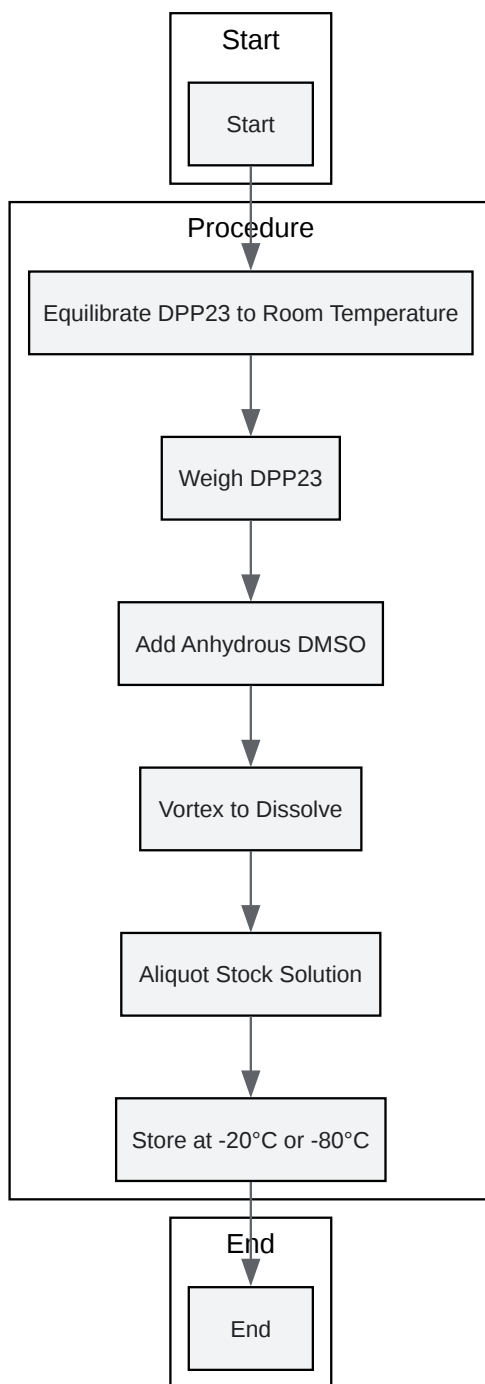 Start
Start
Procedure
Equilibrate DPP23 to Room Temperature
Weigh DPP23
Add Anhydrous DMSO
Vortex to Dissolve
Aliquot Stock Solution
Store at -20°C or -80°C
End
End